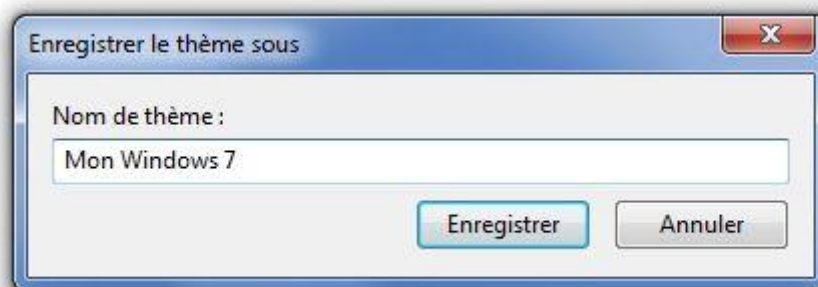 Enregistrer le thème sous
Nom de thème :
Mon Windows 7
Enregistrer Annuler